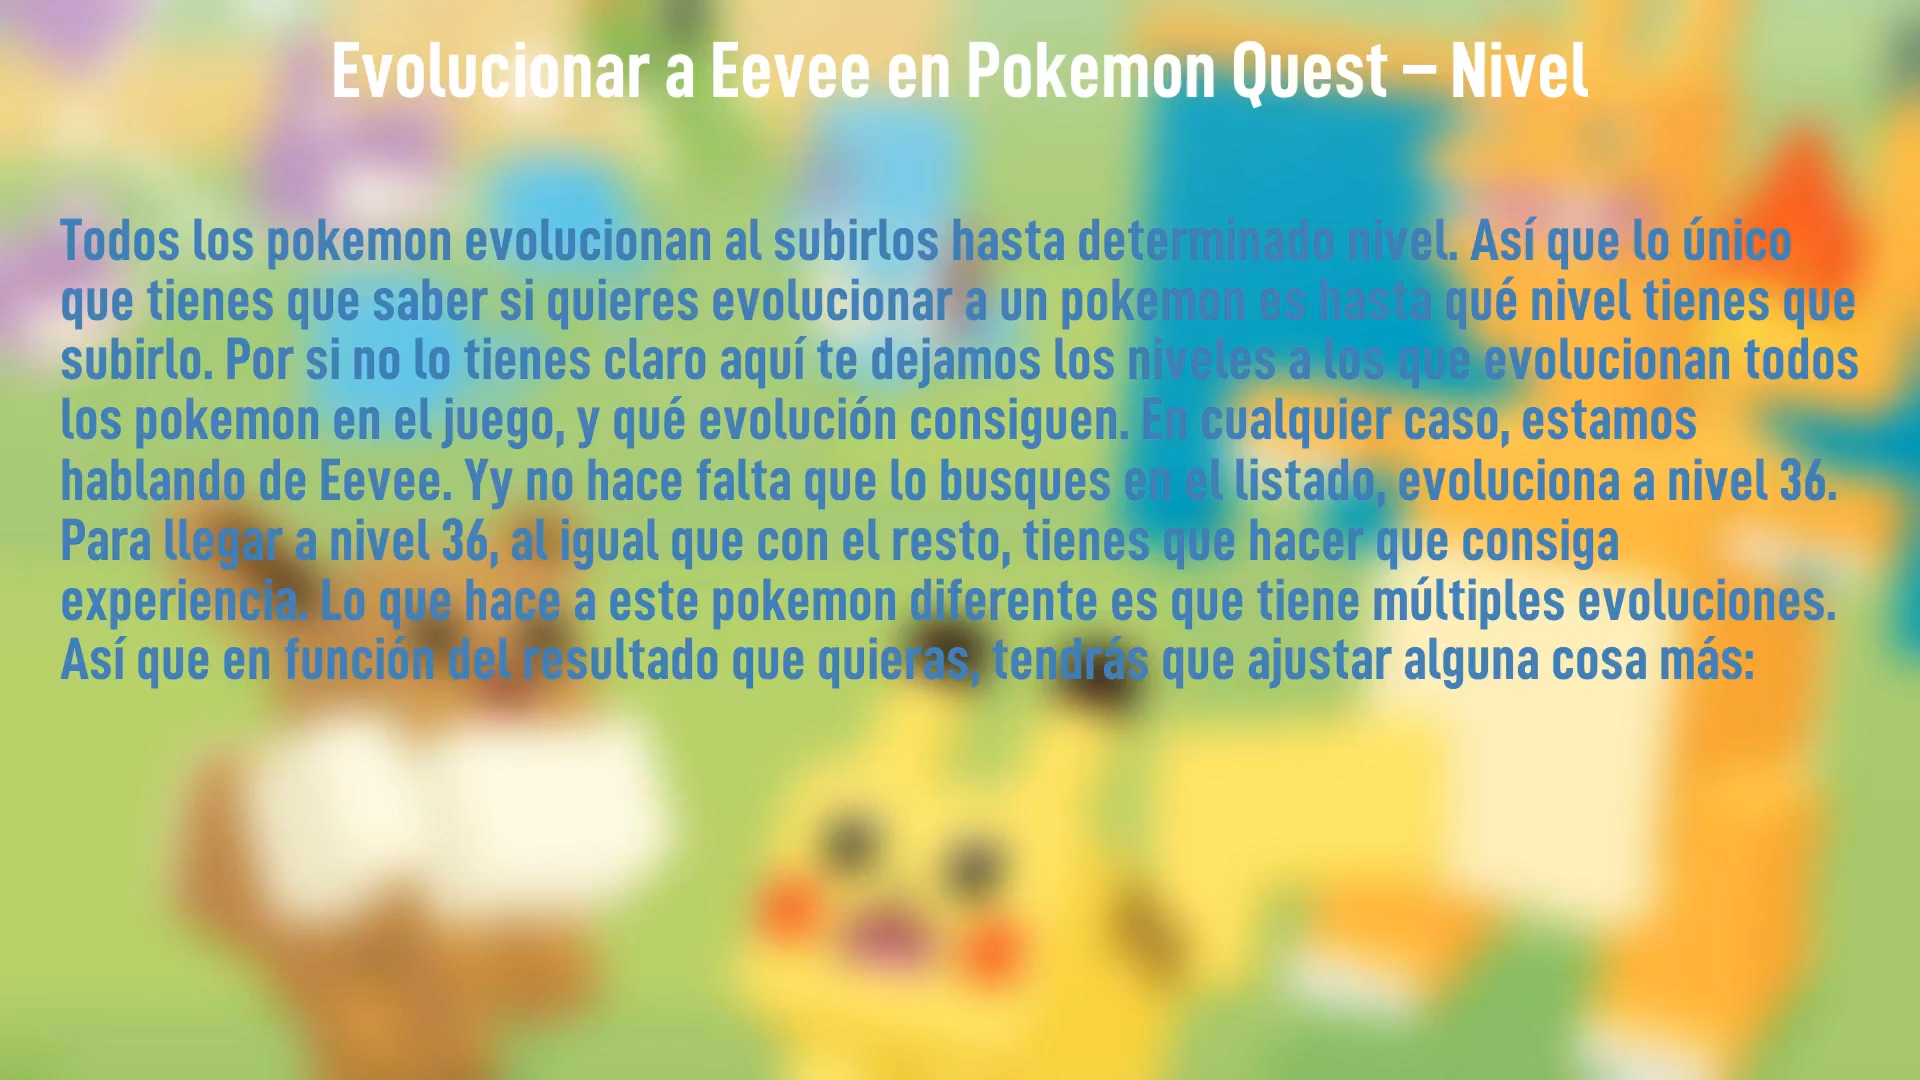 Evolucionar a Eevee en Pokemon Quest – Nivel
Todos los pokemon evolucionan al subirlos hasta determinado nivel. Así que lo único
que tienes que saber si quieres evolucionar a un pokemon es hasta qué nivel tienes que
subirlo. Por si no lo tienes claro aquí te dejamos los niveles a los que evolucionan todos
los pokemon en el juego, y qué evolución consiguen. En cualquier caso, estamos
hablando de Eevee. Yy no hace falta que lo busques en el listado, evoluciona a nivel 36.
Para llegar a nivel 36, al igual que con el resto, tienes que hacer que consiga
experiencia. Lo que hace a este pokemon diferente es que tiene múltiples evoluciones.
Así que en función del resultado que quieras, tendrás que ajustar alguna cosa más: